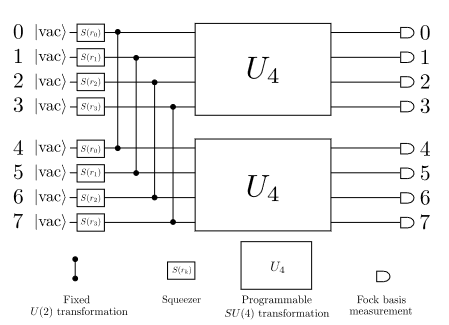 0 |vac⟩ S(r₀) 0
1 |vac⟩ S(r₁) 1
2 |vac⟩ S(r₂) U₄ 2
3 |vac⟩ S(r₃) 3
4 |vac⟩ S(r₀) 4
5 |vac⟩ S(r₁) 5
6 |vac⟩ S(r₂) U₄ 6
7 |vac⟩ S(r₃) 7
S(rₖ) U₄
Fixed Squeezer Programmable Fock basis
U(2) transformation SU(4) transformation measurement